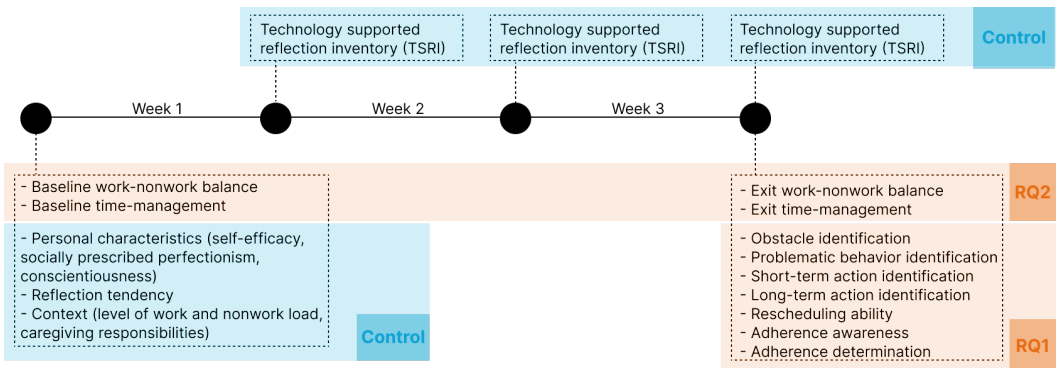 Technology supported
reflection inventory (TSRI)
Technology supported
reflection inventory (TSRI)
Technology supported
reflection inventory (TSRI)
Control
Week 1
Week 2
Week 3
- Baseline work-nonwork balance
- Baseline time-management
- Exit work-nonwork balance
- Exit time-management
RQ2
- Personal characteristics (self-efficacy,
socially prescribed perfectionism,
conscientiousness)
- Reflection tendency
- Context (level of work and nonwork load,
caregiving responsibilities)
Control
- Obstacle identification
- Problematic behavior identification
- Short-term action identification
- Long-term action identification
- Rescheduling ability
- Adherence awareness
- Adherence determination
RQ1